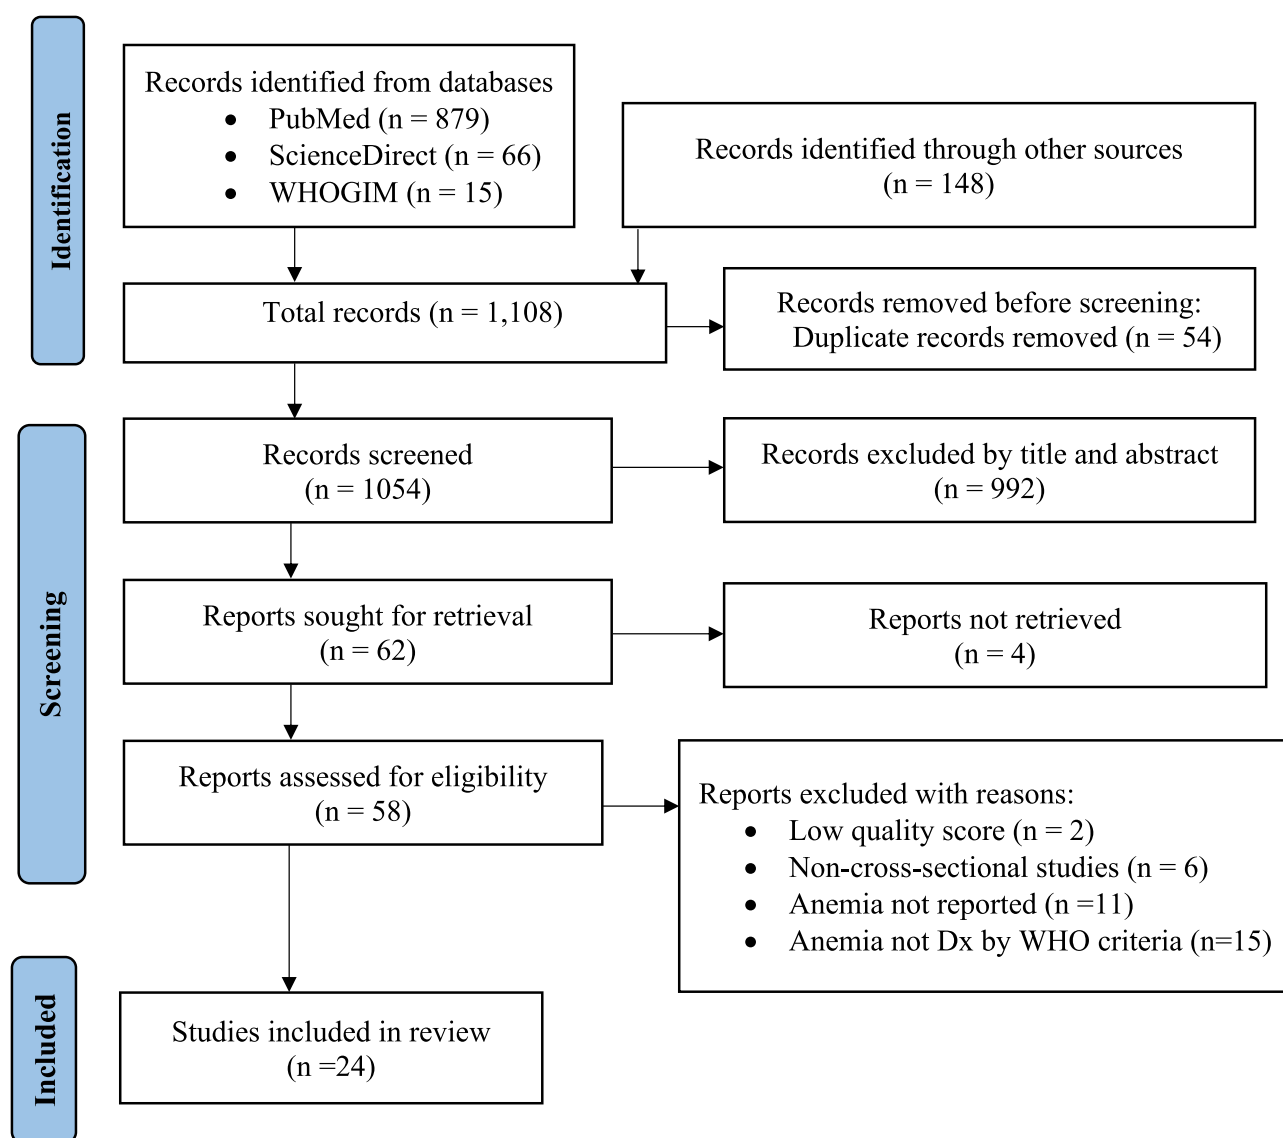 Identification
Records identified from databases
• PubMed (n = 879)
• ScienceDirect (n = 66)
• WHOGIM (n = 15)
Records identified through other sources
(n = 148)
Total records (n = 1,108)
Records removed before screening:
Duplicate records removed (n = 54)
Screening
Records screened
(n = 1054)
Records excluded by title and abstract
(n = 992)
Reports sought for retrieval
(n = 62)
Reports not retrieved
(n = 4)
Reports assessed for eligibility
(n = 58)
Reports excluded with reasons:
• Low quality score (n = 2)
• Non-cross-sectional studies (n = 6)
• Anemia not reported (n =11)
• Anemia not Dx by WHO criteria (n=15)
Included
Studies included in review
(n =24)